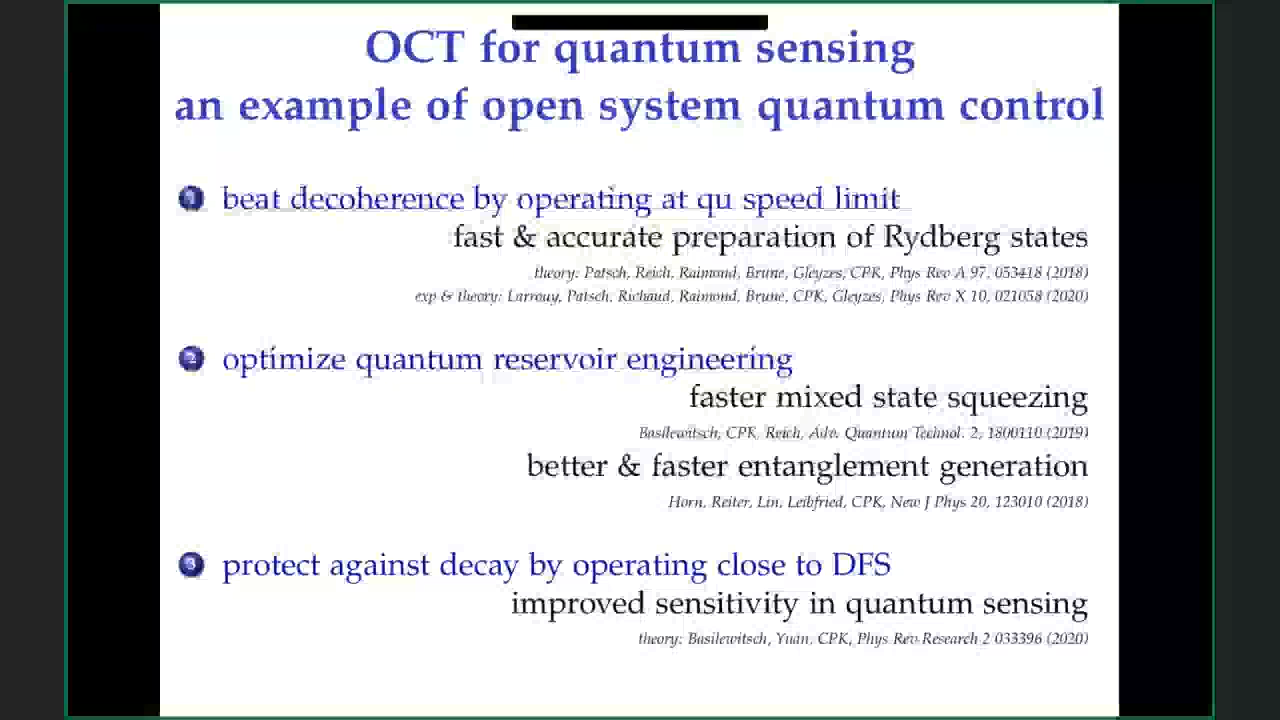 OCT for quantum sensing
an example of open system quantum control
1 beat decoherence by operating at qu speed limit
fast & accurate preparation of Rydberg states
theory: Patsch, Reich, Raimond, Brune, Gleyzes, CPK, Phys Rev A 97, 053418 (2018)
exp & theory: Larrouy, Patsch, Richaud, Raimond, Brune, CPK, Gleyzes, Phys Rev X 10, 021058 (2020)
2 optimize quantum reservoir engineering
faster mixed state squeezing
Basilewitsch, CPK, Reich, Adv. Quantum Technol. 2, 1800110 (2019)
better & faster entanglement generation
Horn, Reiter, Lin, Leibfried, CPK, New J Phys 20, 123010 (2018)
3 protect against decay by operating close to DFS
improved sensitivity in quantum sensing
theory: Basilewitsch, Yuan, CPK, Phys Rev Research 2 033396 (2020)